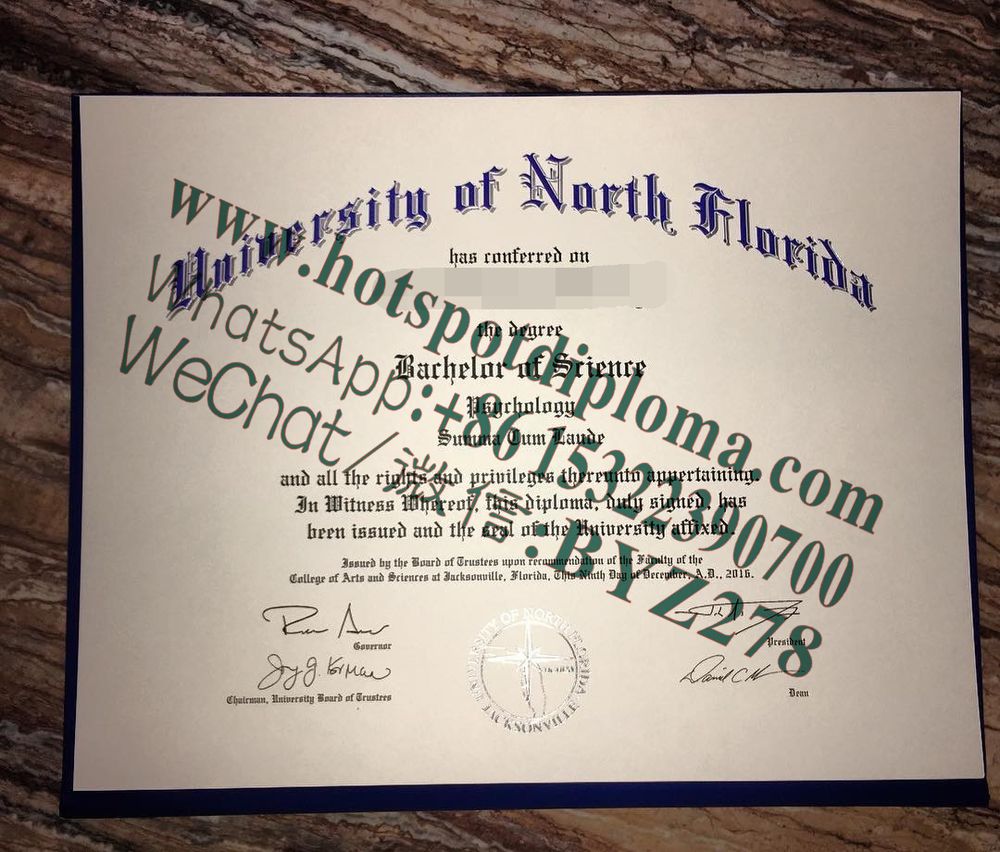 University of North Florida
has conferred on
the degree
Bachelor of Science
Psychology
Summa Cum Laude
and all the rights and privileges thereunto appertaining.
In Witness Whereof, this diploma, duly signed, has
been issued and the seal of the University affixed.
Issued by the Board of Trustees upon recommendation of the Faculty of the
College of Arts and Sciences at Jacksonville, Florida, This Ninth Day of December, A.D., 2016.
Governor
Chairman, University Board of Trustees
UNIVERSITY OF NORTH FLORIDA
JACKSONVILLE
President
Dean
www.hotspotdiploma.com
WhatsApp:+86 15322390700
WeChat/微信:BYZ278